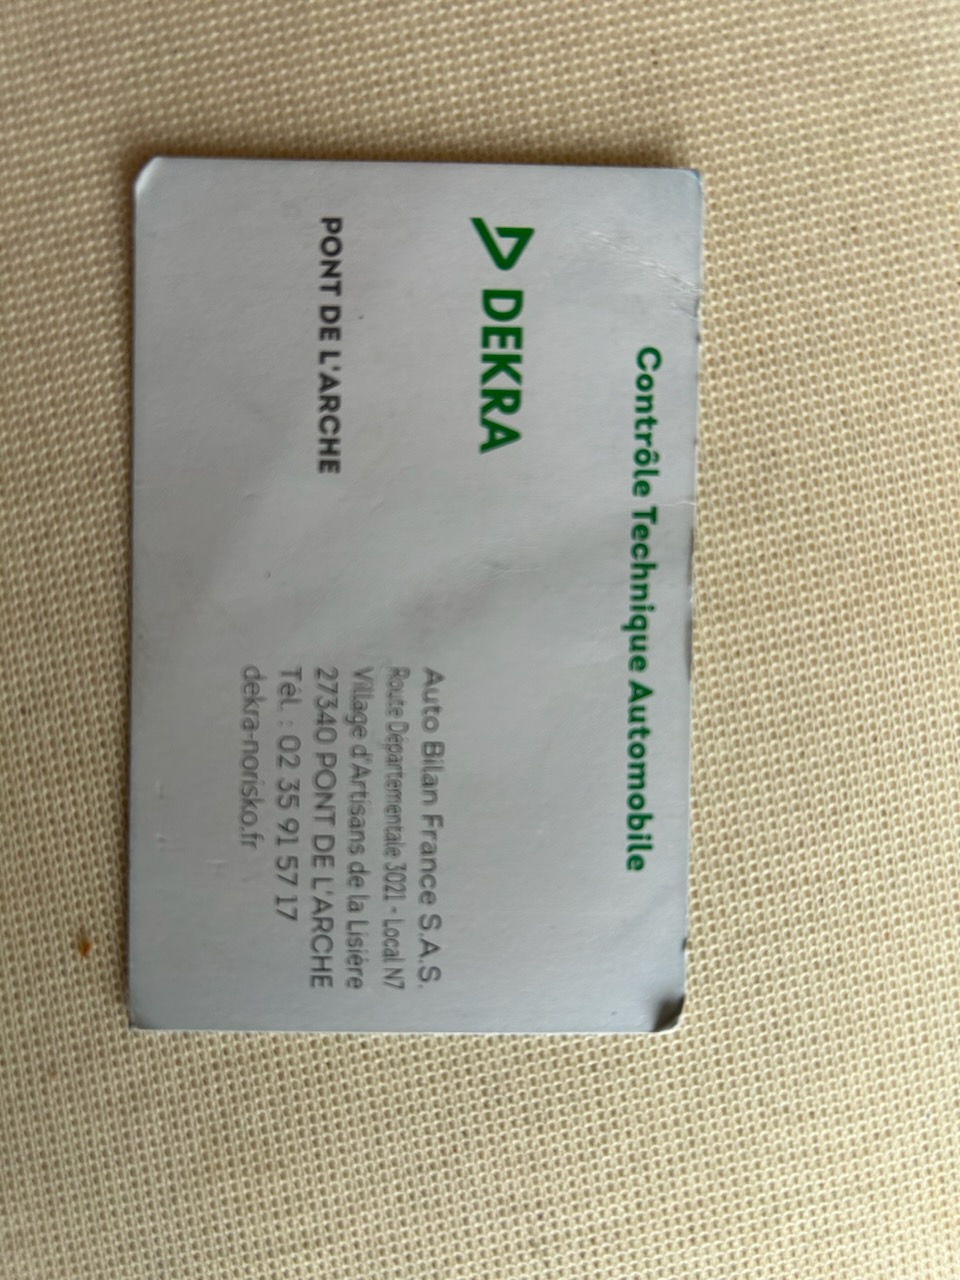 Contrôle Technique Automobile
DEKRA
PONT DE L'ARCHE
Auto Bilan France S.A.S.
Route Départementale 3021 - Local N7
Village d'Artisans de la Lisière
27340 PONT DE L'ARCHE
Tél. : 02 35 91 57 17
dekra-norisko.fr